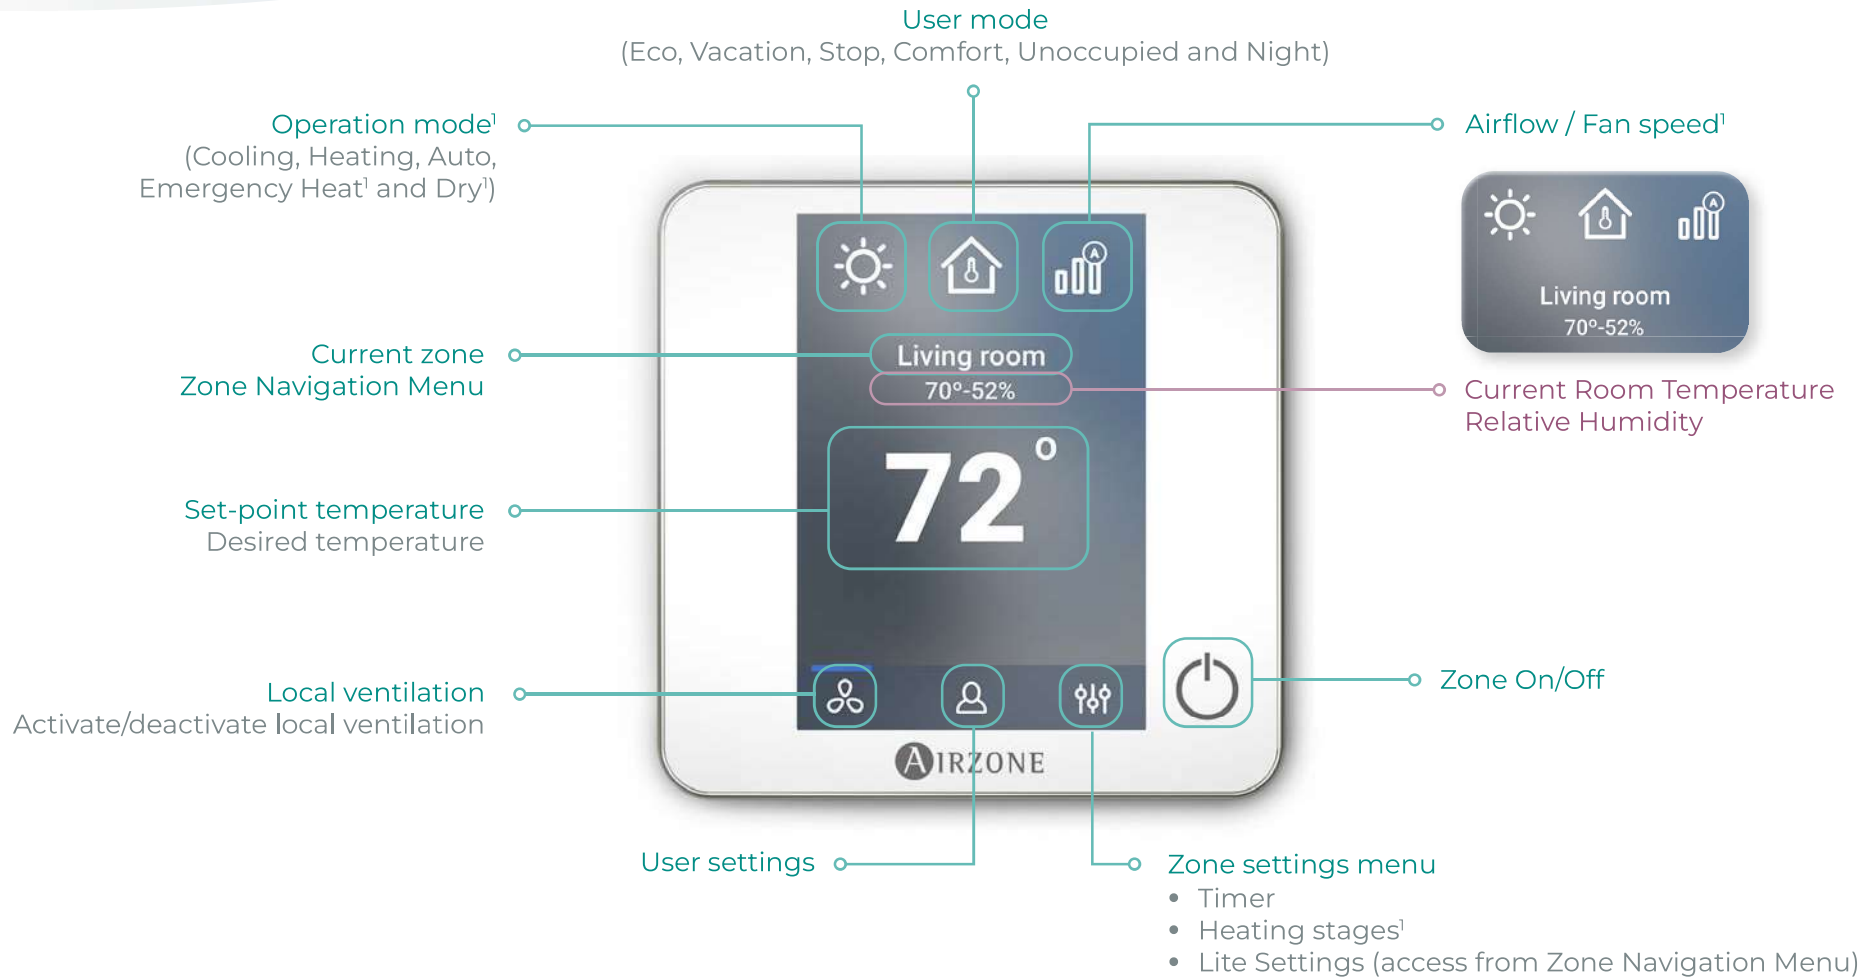 User mode
(Eco, Vacation, Stop, Comfort, Unoccupied and Night)
Operation mode¹
(Cooling, Heating, Auto,
Emergency Heat¹ and Dry¹)
Airflow / Fan speed¹
A
A
Living room
70º-52%
Current zone
Zone Navigation Menu
Living room
70º-52%
Current Room Temperature
Relative Humidity
72º
Set-point temperature
Desired temperature
Local ventilation
Activate/deactivate local ventilation
Zone On/Off
AIRZONE
User settings
Zone settings menu
• Timer
• Heating stages¹
• Lite Settings (access from Zone Navigation Menu)